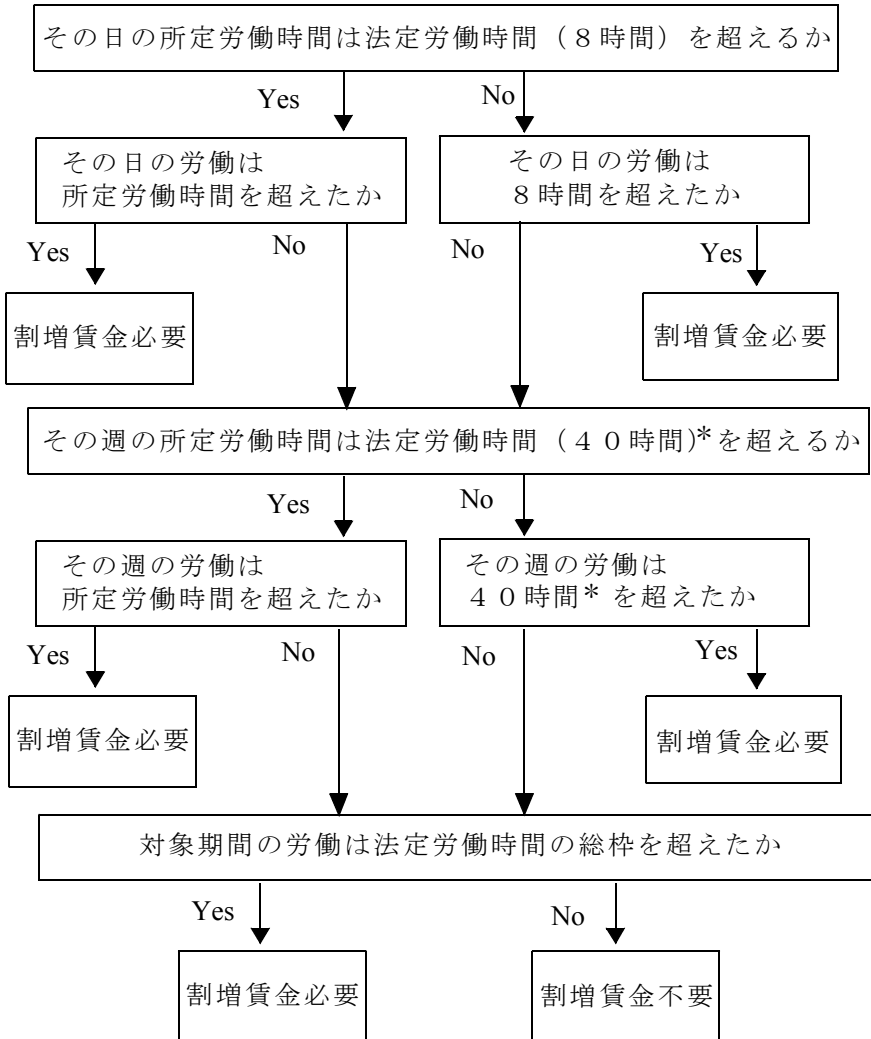 その日の所定労働時間は法定労働時間（８時間）を超えるか
Yes
No
その日の労働は
所定労働時間を超えたか
その日の労働は
８時間を超えたか
Yes
No
No
Yes
割増賃金必要
割増賃金必要
その週の所定労働時間は法定労働時間（４０時間)*を超えるか
Yes
No
その週の労働は
所定労働時間を超えたか
その週の労働は
４０時間* を超えたか
Yes
No
No
Yes
割増賃金必要
割増賃金必要
対象期間の労働は法定労働時間の総枠を超えたか
Yes
No
割増賃金必要
割増賃金不要